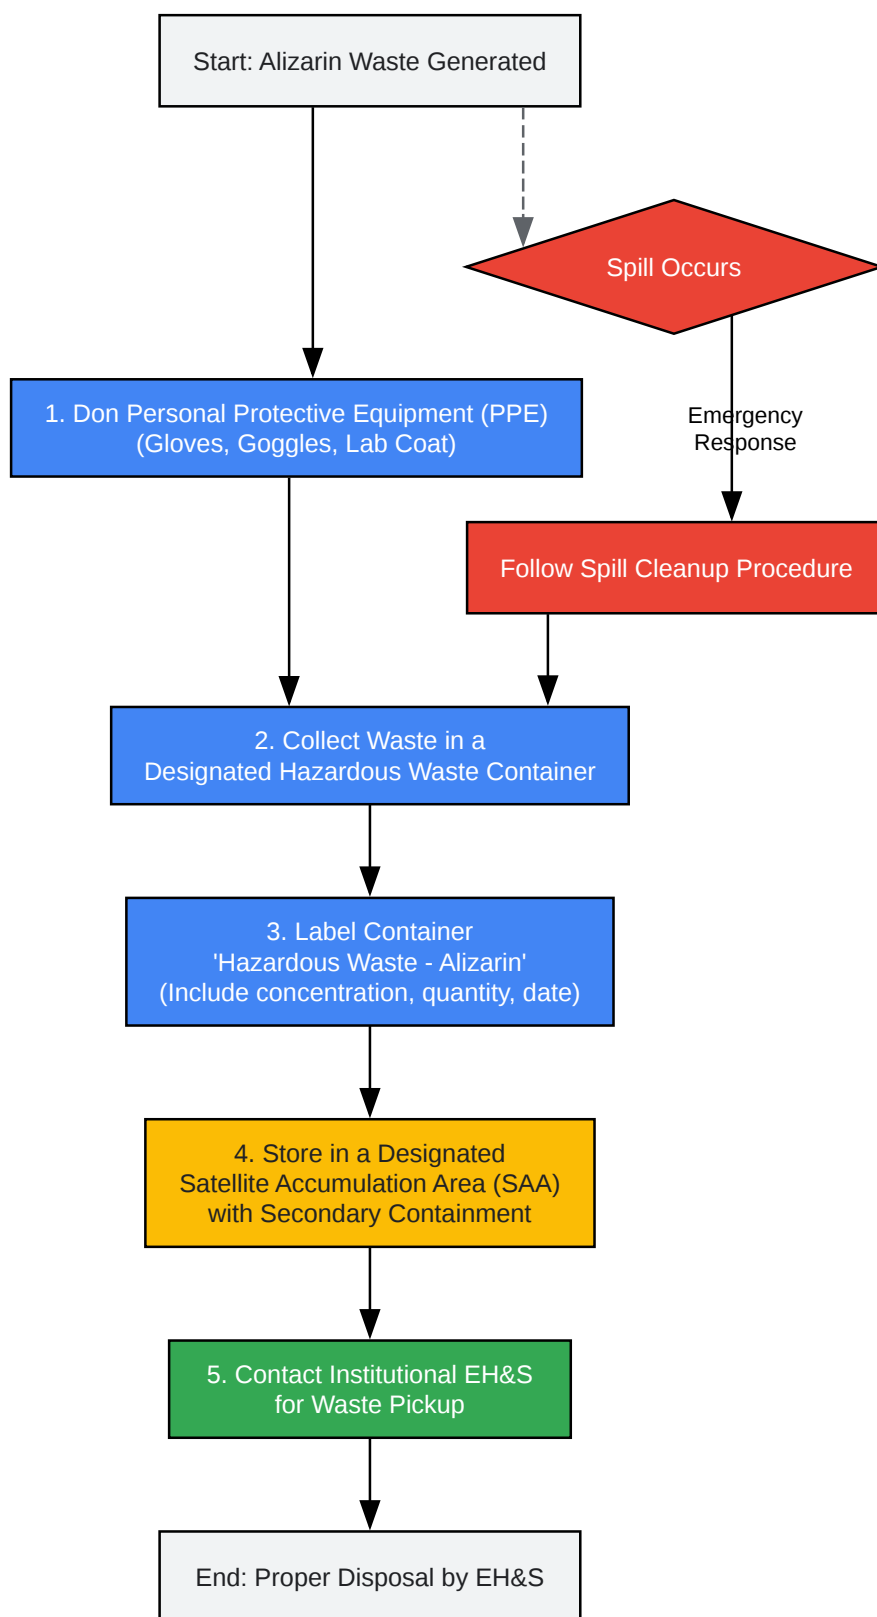 Start: Alizarin Waste Generated
Spill Occurs
1. Don Personal Protective Equipment (PPE)
(Gloves, Goggles, Lab Coat)
Emergency
Response
Follow Spill Cleanup Procedure
2. Collect Waste in a
Designated Hazardous Waste Container
3. Label Container
'Hazardous Waste - Alizarin'
(Include concentration, quantity, date)
4. Store in a Designated
Satellite Accumulation Area (SAA)
with Secondary Containment
5. Contact Institutional EH&S
for Waste Pickup
End: Proper Disposal by EH&S